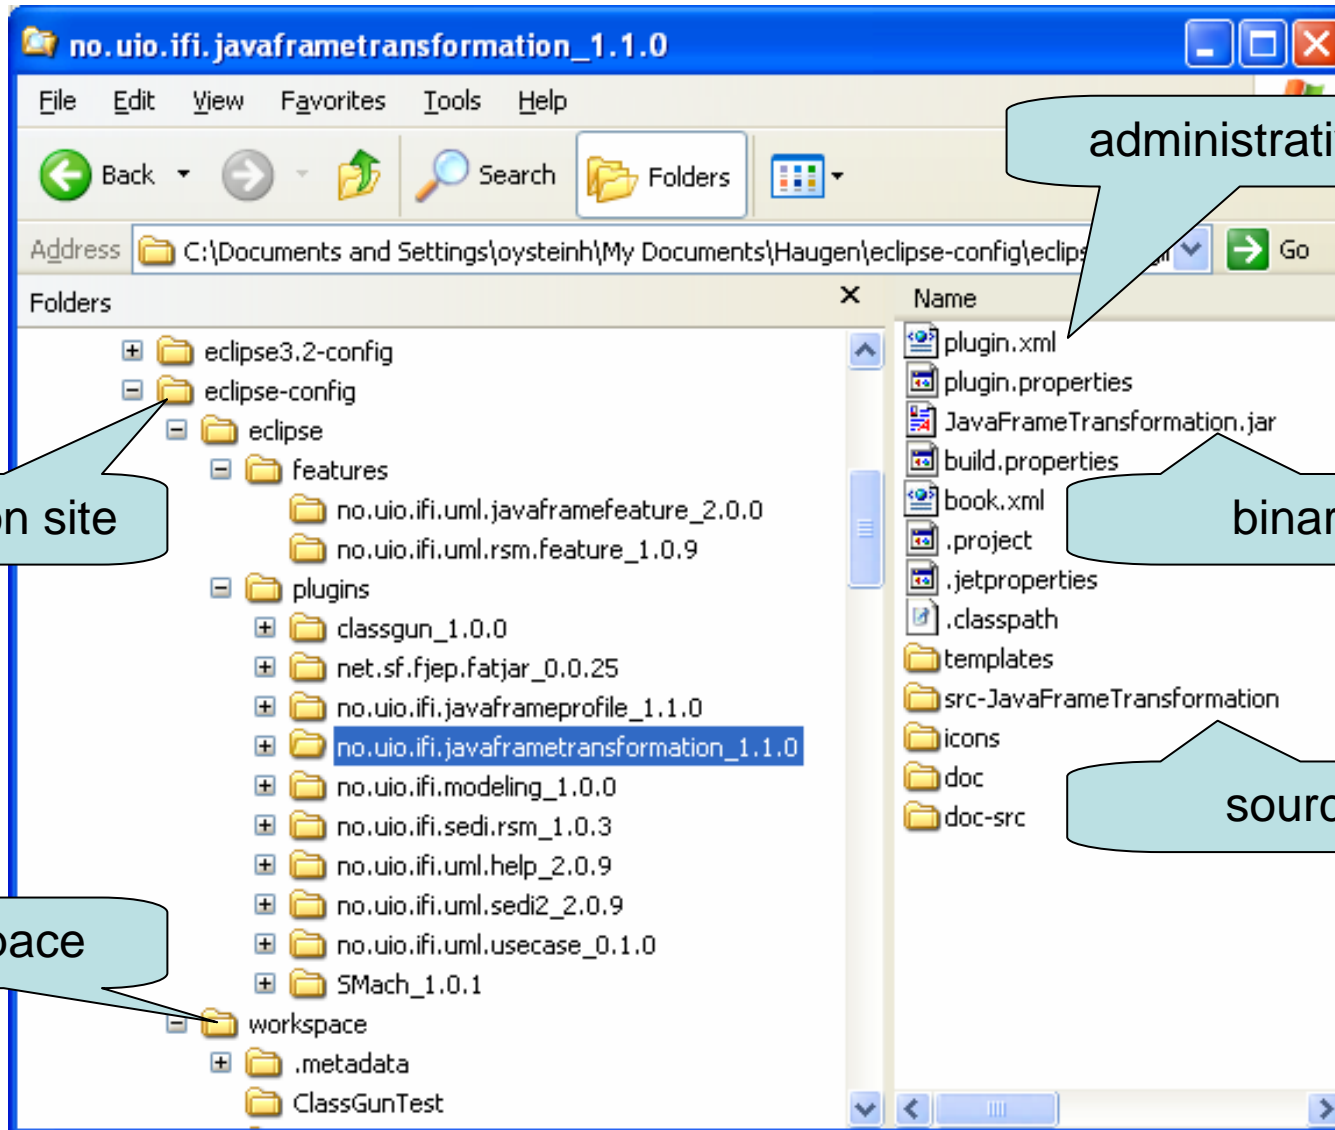 no.uio.ifi.javaframetransformation_1.1.0
File Edit View Favorites Tools Help
administrati
Back Search Folders
Address C:\Documents and Settings\oysteinh\My Documents\Haugen\eclipse-config\eclips Go
Folders
eclipse3.2-config
eclipse-config
eclipse
features
no.uio.ifi.uml.javaframefeature_2.0.0
no.uio.ifi.uml.rsm.feature_1.0.9
plugins
classgun_1.0.0
net.sf.fjep.fatjar_0.0.25
no.uio.ifi.javaframeprofile_1.1.0
no.uio.ifi.javaframetransformation_1.1.0
no.uio.ifi.modeling_1.0.0
no.uio.ifi.sedi.rsm_1.0.3
no.uio.ifi.uml.help_2.0.9
no.uio.ifi.uml.sedi2_2.0.9
no.uio.ifi.uml.usecase_0.1.0
SMach_1.0.1
workspace
.metadata
ClassGunTest
on site
pace
Name
plugin.xml
plugin.properties
JavaFrameTransformation.jar
build.properties
book.xml
.project
.jetproperties
.classpath
templates
src-JavaFrameTransformation
icons
doc
doc-src
binar
sourc